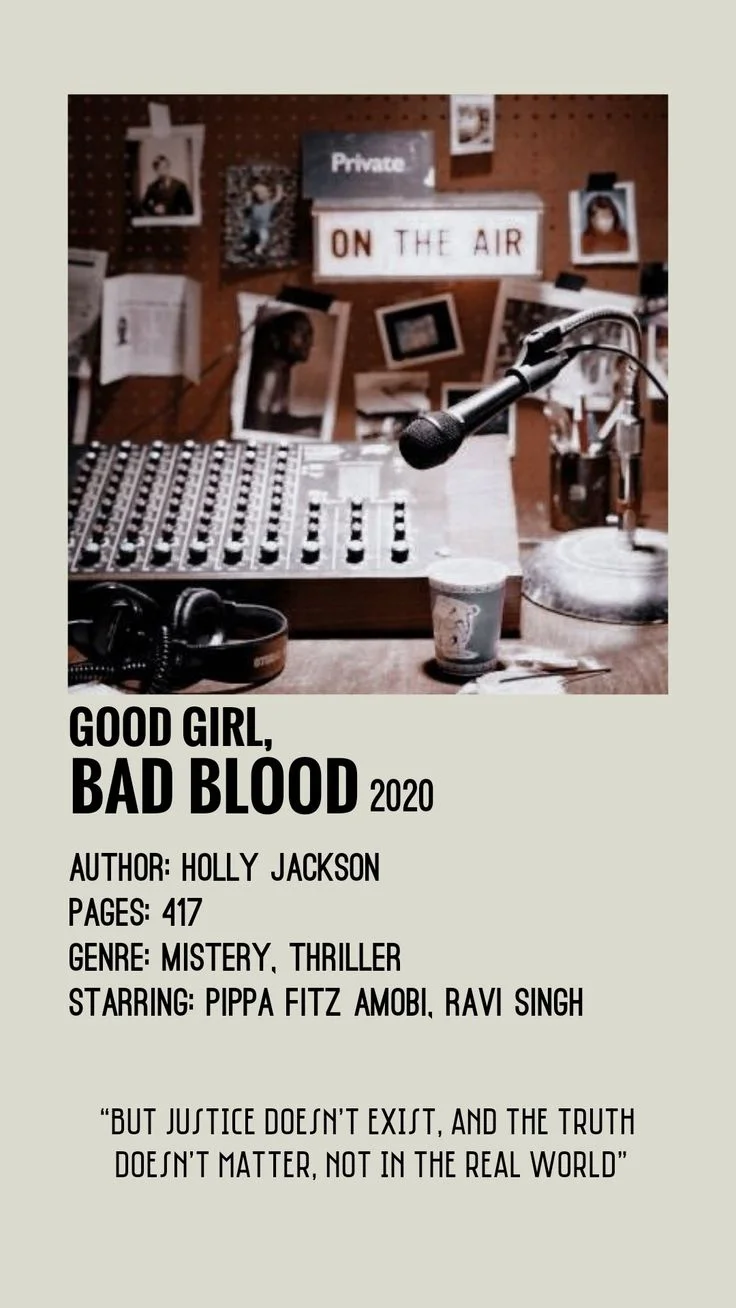 Private
ON THE AIR
GOOD GIRL,
BAD BLOOD 2020
AUTHOR: HOLLY JACKSON
PAGES: 417
GENRE: MISTERY, THRILLER
STARRING: PIPPA FITZ AMOBI, RAVI SINGH
“BUT JUSTICE DOESN'T EXIST, AND THE TRUTH
DOESN'T MATTER, NOT IN THE REAL WORLD”